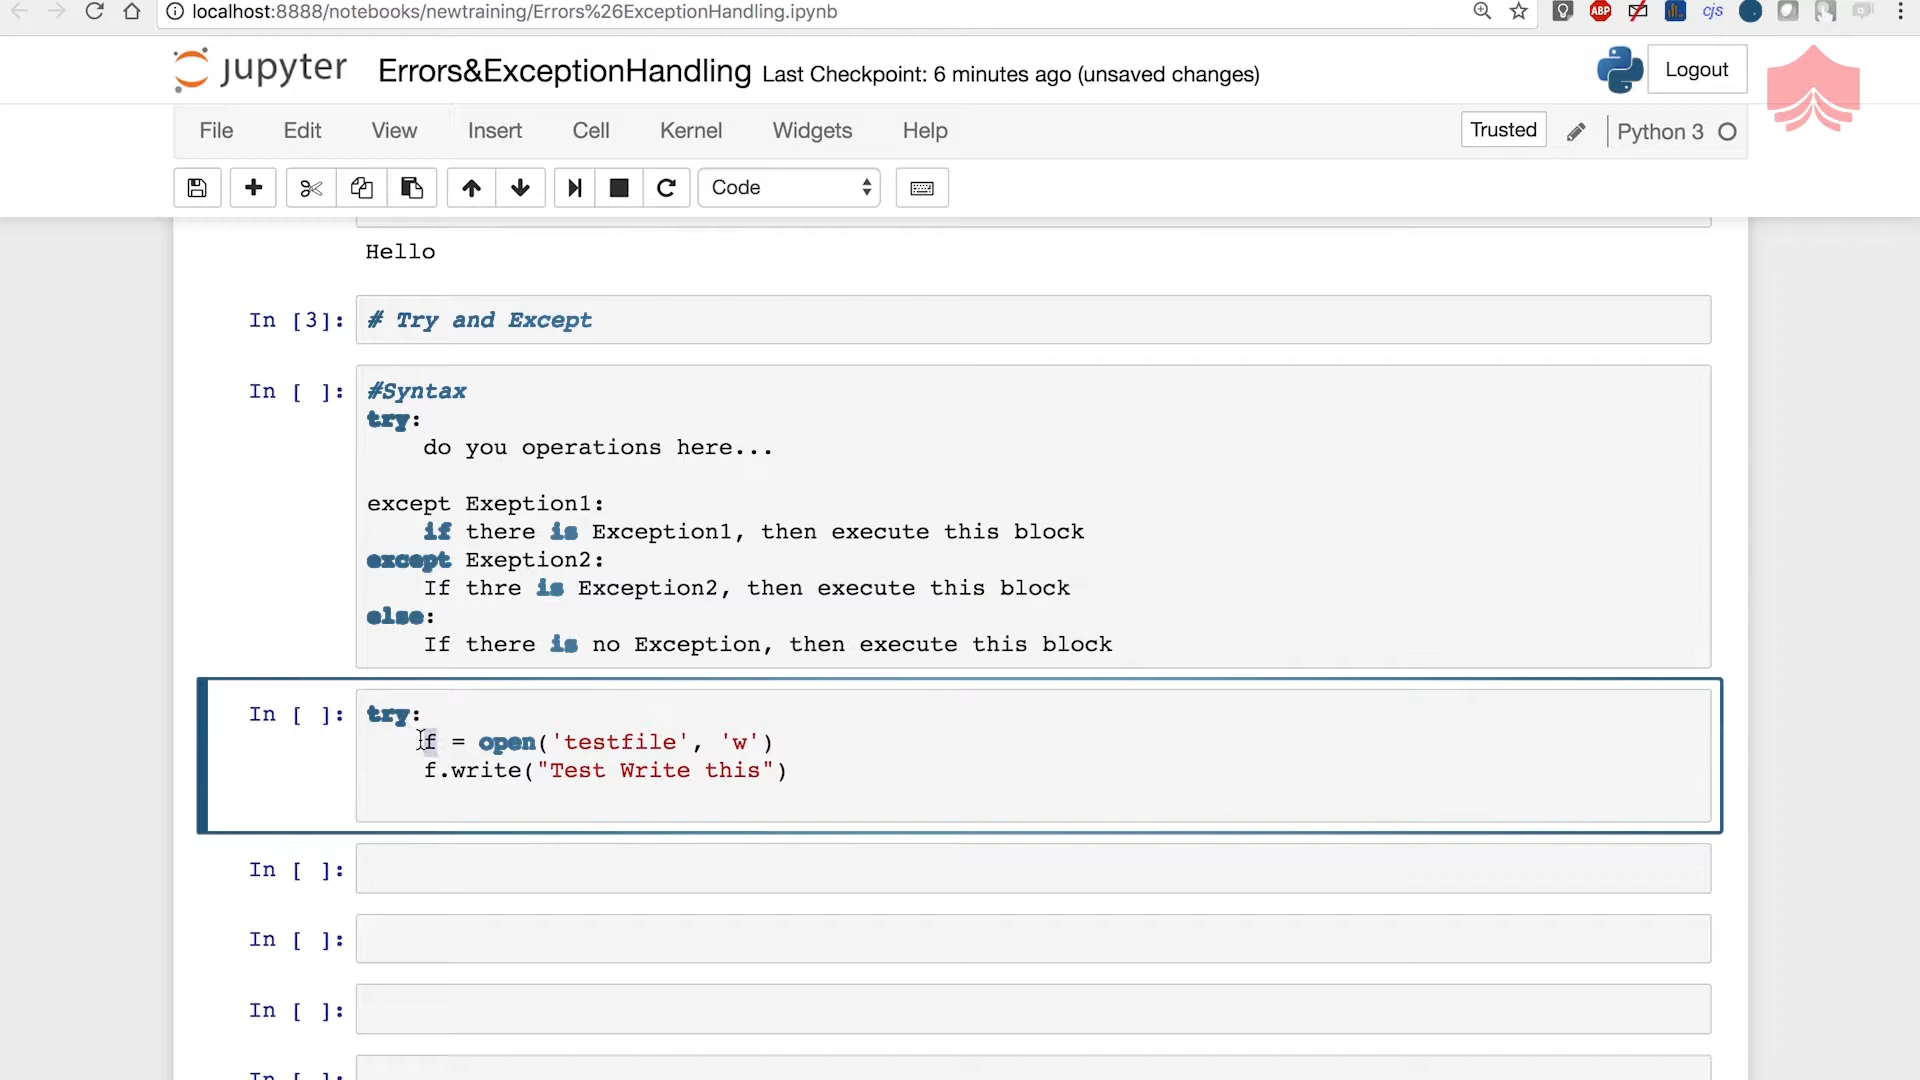 localhost:8888/notebooks/newtraining/Errors%26ExceptionHandling.ipynb
ABP
cjs
jupyter Errors&ExceptionHandling Last Checkpoint: 6 minutes ago (unsaved changes)
Logout
File Edit View Insert Cell Kernel Widgets Help
Trusted
Python 3
Code
Hello
In [3]: # Try and Except
In [ ]: #Syntax
try:
do you operations here...
except Exeption1:
if there is Exception1, then execute this block
except Exeption2:
If thre is Exception2, then execute this block
else:
If there is no Exception, then execute this block
In [ ]: try:
f = open('testfile', 'w')
f.write("Test Write this")
In [ ]:
In [ ]:
In [ ]:
In [ ]: